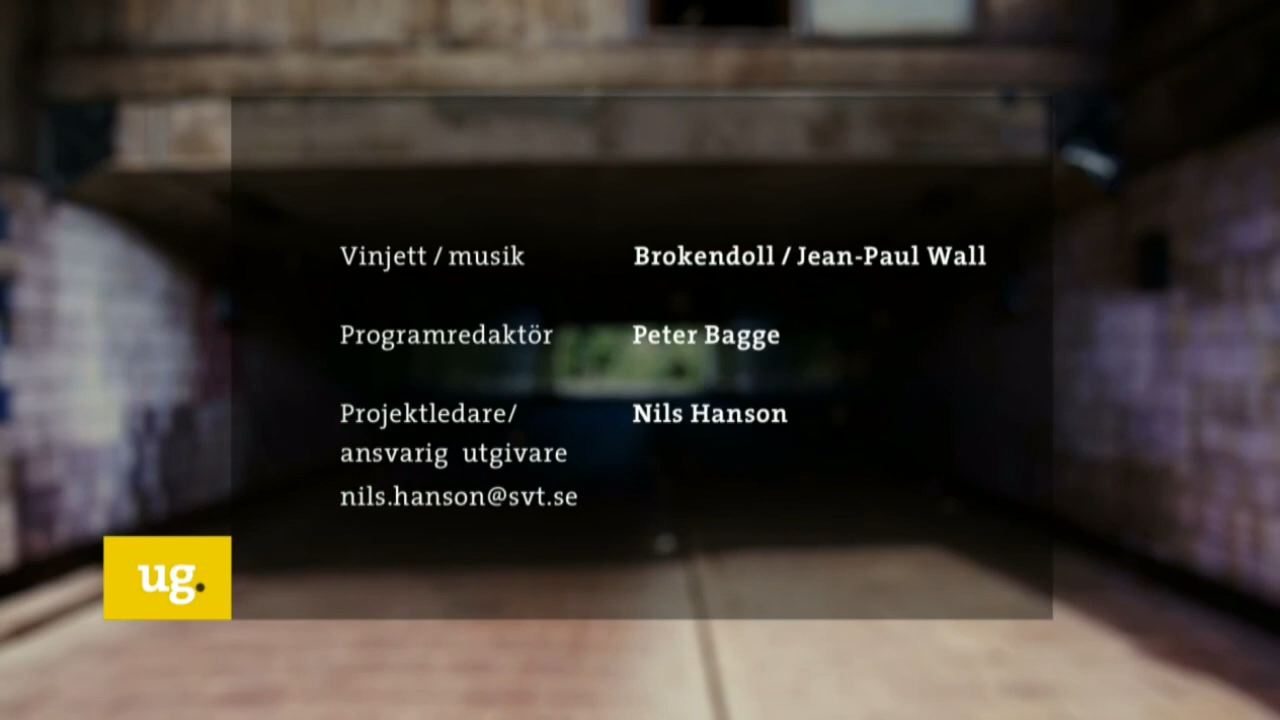 Vinjett / musik Brokendoll / Jean-Paul Wall
Programredaktör Peter Bagge
Projektledare/ Nils Hanson
ansvarig utgivare
nils.hanson@svt.se
ug.